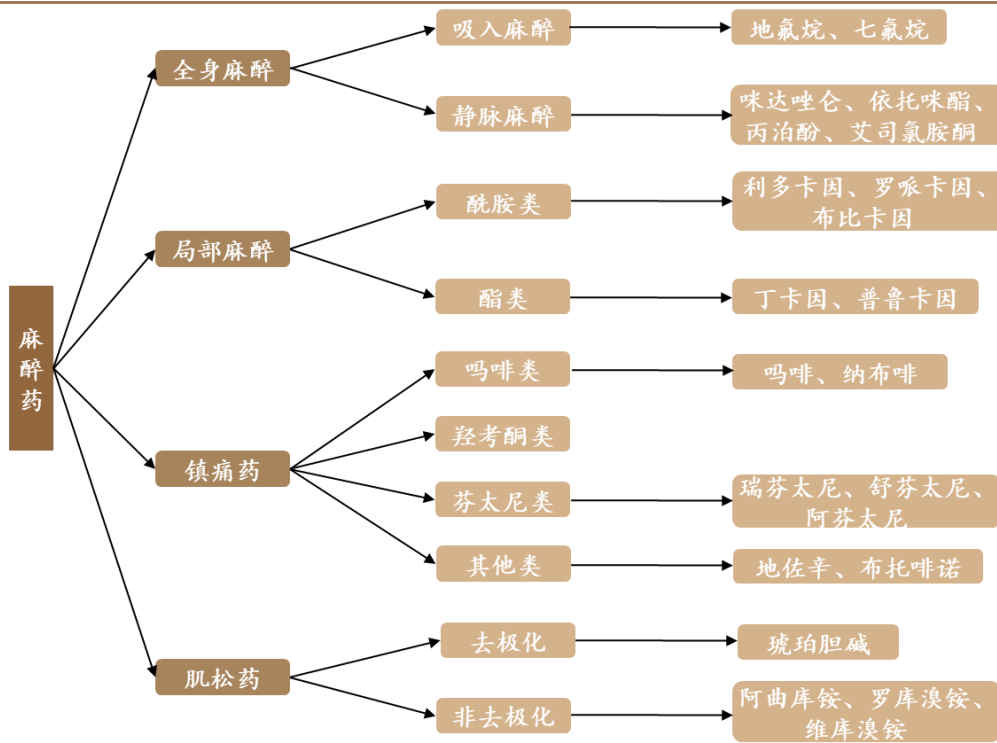 麻醉药
全身麻醉
吸入麻醉
地氟烷、七氟烷
静脉麻醉
咪达唑仑、依托咪酯、
丙泊酚、艾司氯胺酮
局部麻醉
酰胺类
利多卡因、罗哌卡因、
布比卡因
酯类
丁卡因、普鲁卡因
镇痛药
吗啡类
吗啡、纳布啡
羟考酮类
芬太尼类
瑞芬太尼、舒芬太尼、
阿芬太尼
其他类
地佐辛、布托啡诺
肌松药
去极化
琥珀胆碱
非去极化
阿曲库铵、罗库溴铵、
维库溴铵